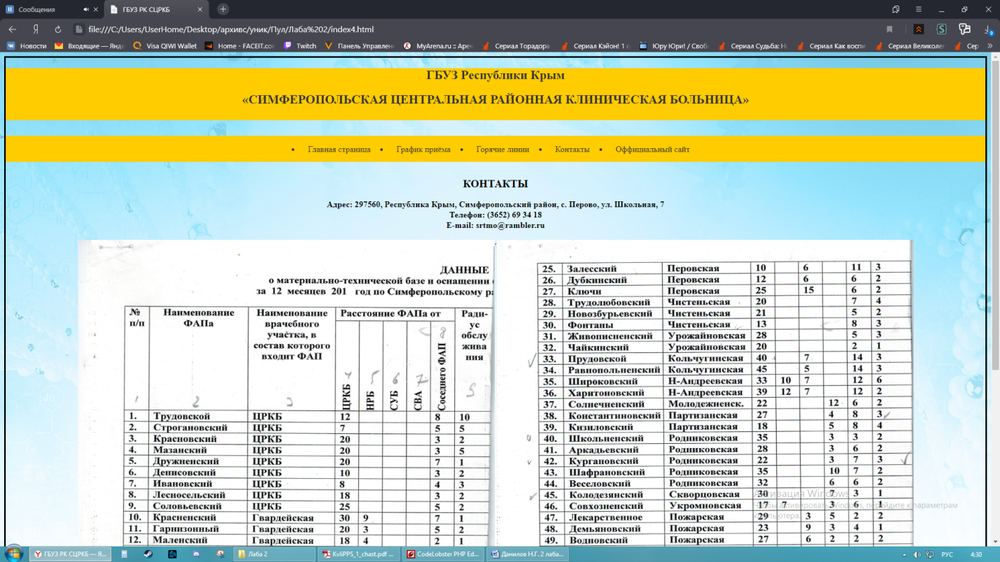 Сообщения
ГБУЗ РК СЦРКБ
file:///C:/Users/UserHome/Desktop/архивс/уник/Пул/Лаба%202/index4.html
9
Новости Входящие — Янде Visa QIWI Wallet Home - FACEIT.com Twitch Панель Управлен MyArena.ru :: Арен Сериал Торадора Сериал Кэйон! 1 с Юру Юри! / Свобо Сериал Судьба: Н Сериал Как воспи Сериал Великолеп Сер
ГБУЗ Республики Крым
«СИМФЕРОПОЛЬСКАЯ ЦЕНТРАЛЬНАЯ РАЙОННАЯ КЛИНИЧЕСКАЯ БОЛЬНИЦА»
• Главная страница • График приёма • Горячие линии • Контакты • Оффициальный сайт
КОНТАКТЫ
Адрес: 297560, Республика Крым, Симферопольский район, с. Перово, ул. Школьная, 7
Телефон: (3652) 69 34 18
E-mail: srtmo@rambler.ru
ДАННЫЕ
о материально-технической базе и оснащении
за 12 месяцев 201 год по Симферопольскому ра
№ п/п
Наименование ФАПа
Наименование врачебного участка, в состав которого входит ФАП
Расстояние ФАПа от
ЦРКБ
НРБ
СУБ
СВА
Соседнего ФАП
Ради-ус обслу жива ния
1 2 3 4 5 6 7 8 9
1. Трудовской ЦРКБ 12 8 10
2. Строгановский ЦРКБ 7 5 5
3. Красновский ЦРКБ 20 3 2
4. Мазанский ЦРКБ 20 3 5
5. Дружненский ЦРКБ 20 7 1
6. Денисовский ЦРКБ 10 3 2
7. Ивановский ЦРКБ 8 4 3
8. Лесносельский ЦРКБ 18 3 2
9. Соловьевский ЦРКБ 25 5 2
10. Красненский Гвардейская 30 9 7 1
11. Гарнизонный Гвардейская 20 3 5 2
12. Маленский Гвардейская 18 4 2 1
25. Залесский Перовская 10 6 11 3
26. Дубкинский Перовская 12 6 6 2
27. Ключи Перовская 25 15 6 2
28. Трудолюбовский Чистеньская 20 7 4
29. Новозбурьевский Чистеньская 21 5 2
30. Фонтаны Чистеньская 13 8 3
31. Живописненский Урожайновская 28 5 3
32. Чайкинский Урожайновская 20 2 1
33. Прудовской Кольчугинская 40 7 14 3
34. Равнопольненский Кольчугинская 45 5 14 3
35. Широковский Н-Андреевская 33 10 7 12 6
36. Харитоновский Н-Андреевская 39 12 7 12 2
37. Солнечненский Молодежненск. 22 12 6 2
38. Константиновский Партизанская 27 4 8 3
39. Кизиловский Партизанская 18 5 8 4
40. Школьненский Родниковская 35 3 3 2
41. Аркадьевский Родниковская 28 3 6 2
42. Кургановский Родниковская 22 3 7 3
43. Шафрановский Родниковская 35 10 7 2
44. Веселовский Родниковская 32 6 6 2
45. Колодезянский Скворцовская 30 7 3 1
46. Совхозненский Укромновская 17 7 3 6 1
47. Лекарственное Пожарская 29 3 5 2 2
48. Демьяновский Пожарская 23 9 3 4 1
49. Водновский Пожарская 27 6 2 2 2
Активация Windows
Чтобы активировать Windows, перейдите к параметрам
компьютера.
ГБУЗ РК СЦРКБ — Я... Лаба 2 KvliPPS_1_chast.pdf ... CodeLobster PHP Ed... Данилов Н.Г. 2 лаба... РУС 4:30